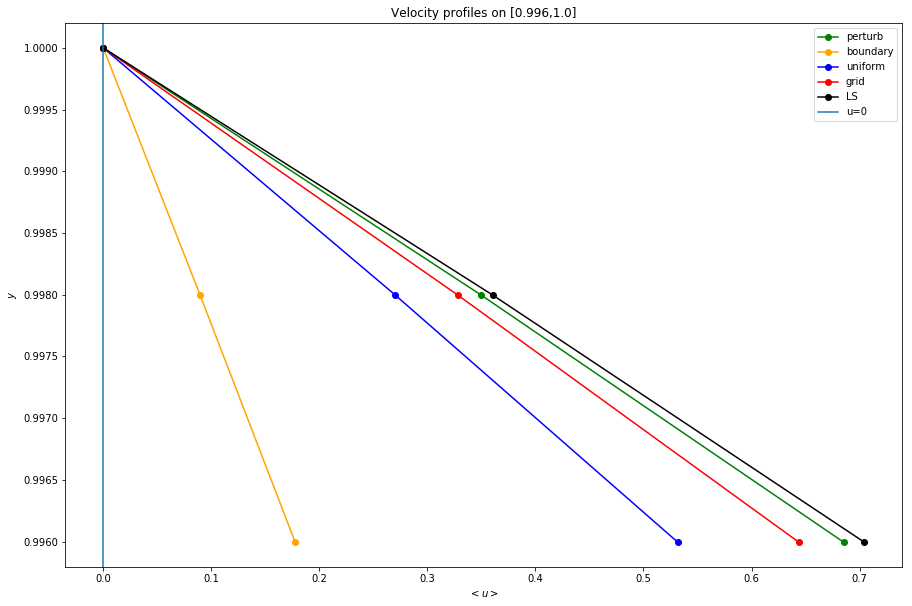 Velocity profiles on [0.996,1.0]
perturb
boundary
uniform
grid
LS
u=0
y
1.0000
0.9995
0.9990
0.9985
0.9980
0.9975
0.9970
0.9965
0.9960
0.0 0.1 0.2 0.3 0.4 0.5 0.6 0.7
< u >